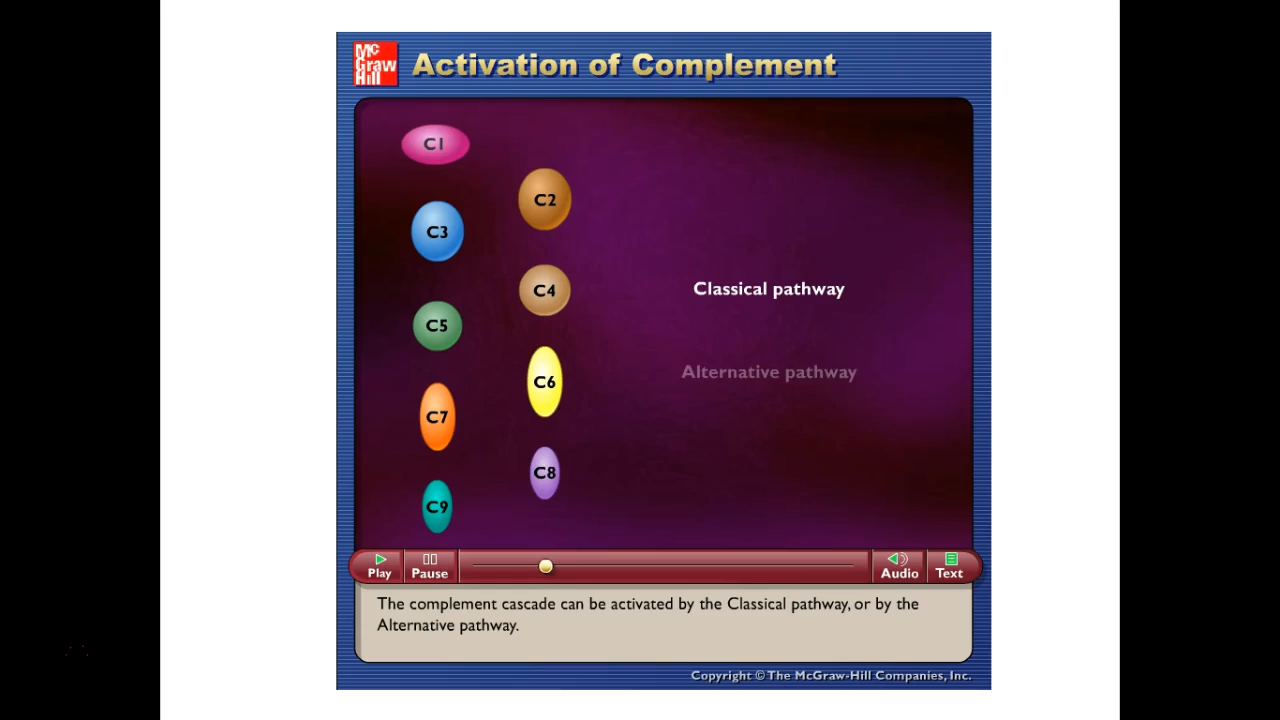 Mc
Graw
Hill
Activation of Complement
C1
C2
C3
C4
Classical pathway
C5
Alternative pathway
C6
C7
C8
C9
Play
Pause
Audio
Text
The complement cascade can be activated by the Classical pathway, or by the
Alternative pathway.
Copyright © The McGraw-Hill Companies, Inc.